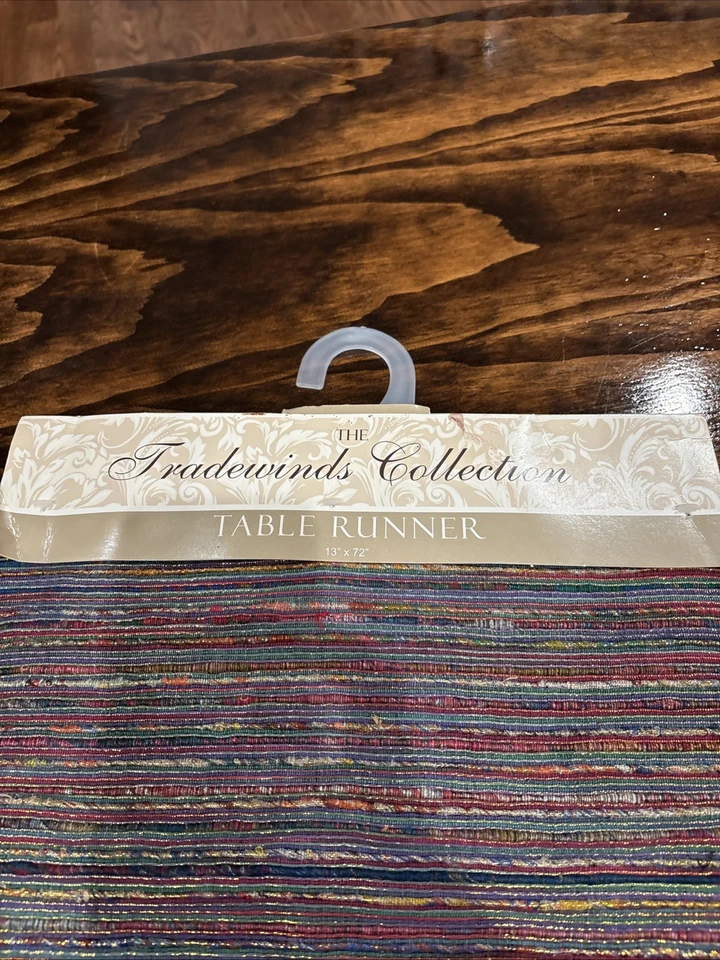 THE
Tradewinds Collection
TABLE RUNNER
13" x 72"